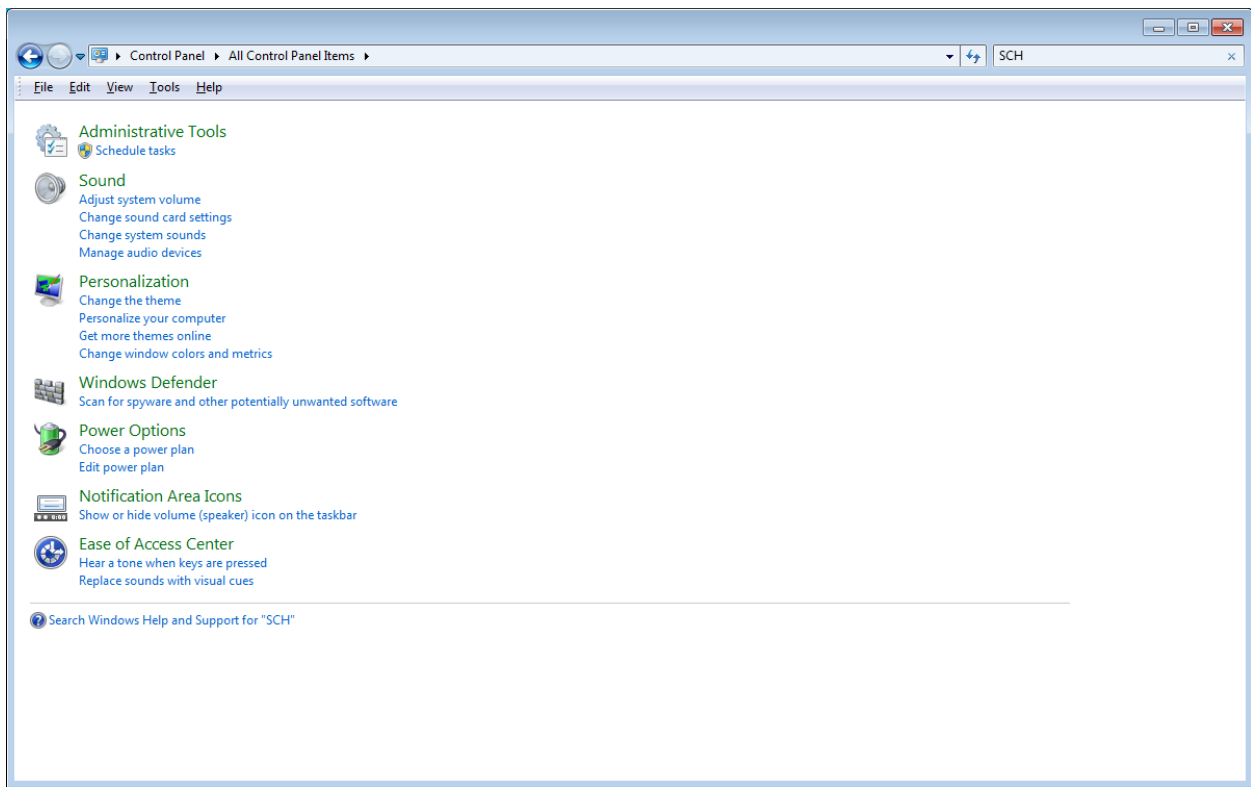 Control Panel All Control Panel Items SCH
File Edit View Tools Help
Administrative Tools
Schedule tasks
Sound
Adjust system volume
Change sound card settings
Change system sounds
Manage audio devices
Personalization
Change the theme
Personalize your computer
Get more themes online
Change window colors and metrics
Windows Defender
Scan for spyware and other potentially unwanted software
Power Options
Choose a power plan
Edit power plan
Notification Area Icons
Show or hide volume (speaker) icon on the taskbar
Ease of Access Center
Hear a tone when keys are pressed
Replace sounds with visual cues
Search Windows Help and Support for "SCH"